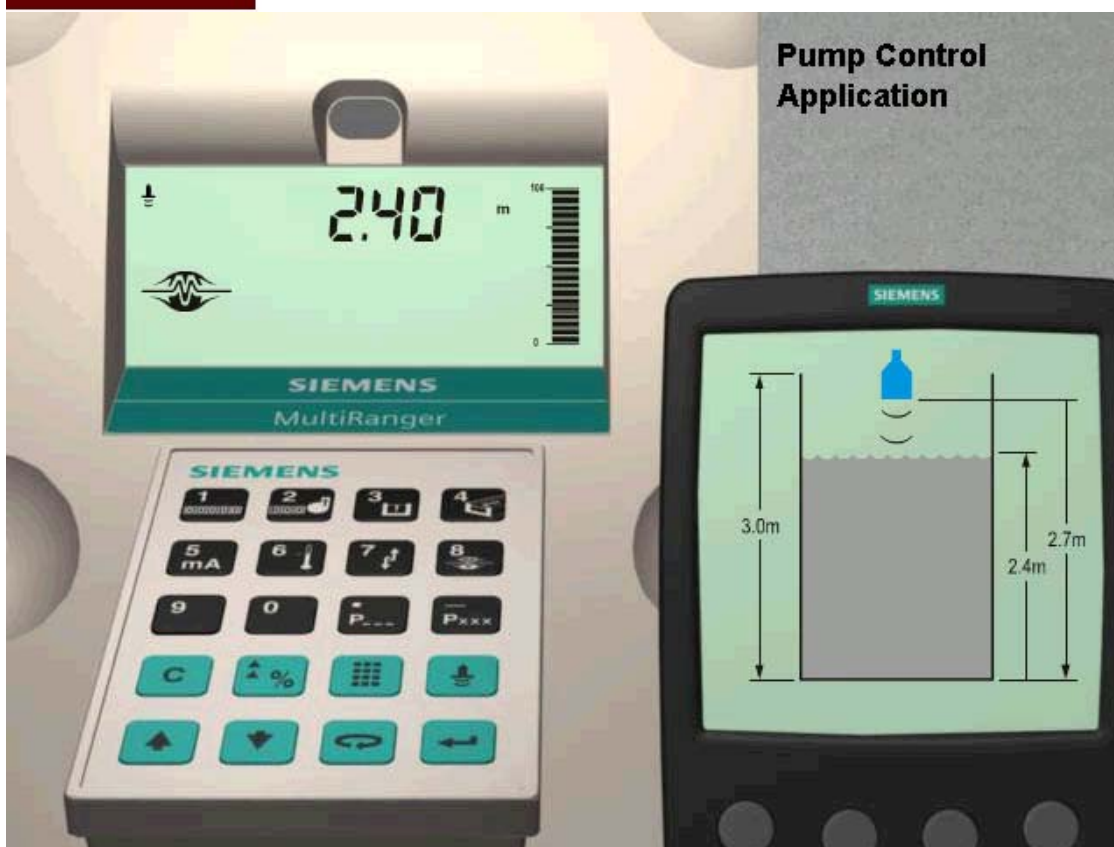 Pump Control
Application
2.40 m
100
0
SIEMENS
MultiRanger
SIEMENS
1 2 3 4
5 mA 6 7 8
9 0 P--- Pxxx
C %
SIEMENS
3.0m
2.7m
2.4m